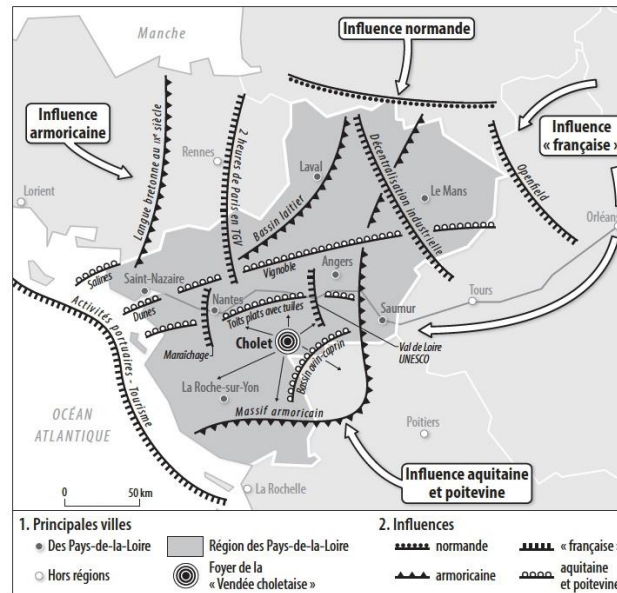 Manche
Influence normande
Influence
armoricaine
Influence
« française »
Rennes
Lorient
Langue bretonne au IXe siècle
2 heures de Paris en TGV
Laval
Bassin laitier
Décentralisation industrielle
Le Mans
Openfield
Orléans
Salines
Saint-Nazaire
Dunes
Vignoble
Angers
Nantes
Toits plats avec tuiles
Saumur
Tours
Maraîchage
Cholet
Val de Loire
UNESCO
Activités portuaires - Tourisme
Bassin ovin-caprin
La Roche-sur-Yon
Massif armoricain
OCÉAN
ATLANTIQUE
Poitiers
Influence aquitaine
et poitevine
0 50 km
La Rochelle
1. Principales villes
Des Pays-de-la-Loire
Région des Pays-de-la-Loire
Hors régions
Foyer de la
« Vendée choletaise »
2. Influences
normande
« française »
armoricaine
aquitaine
et poitevine